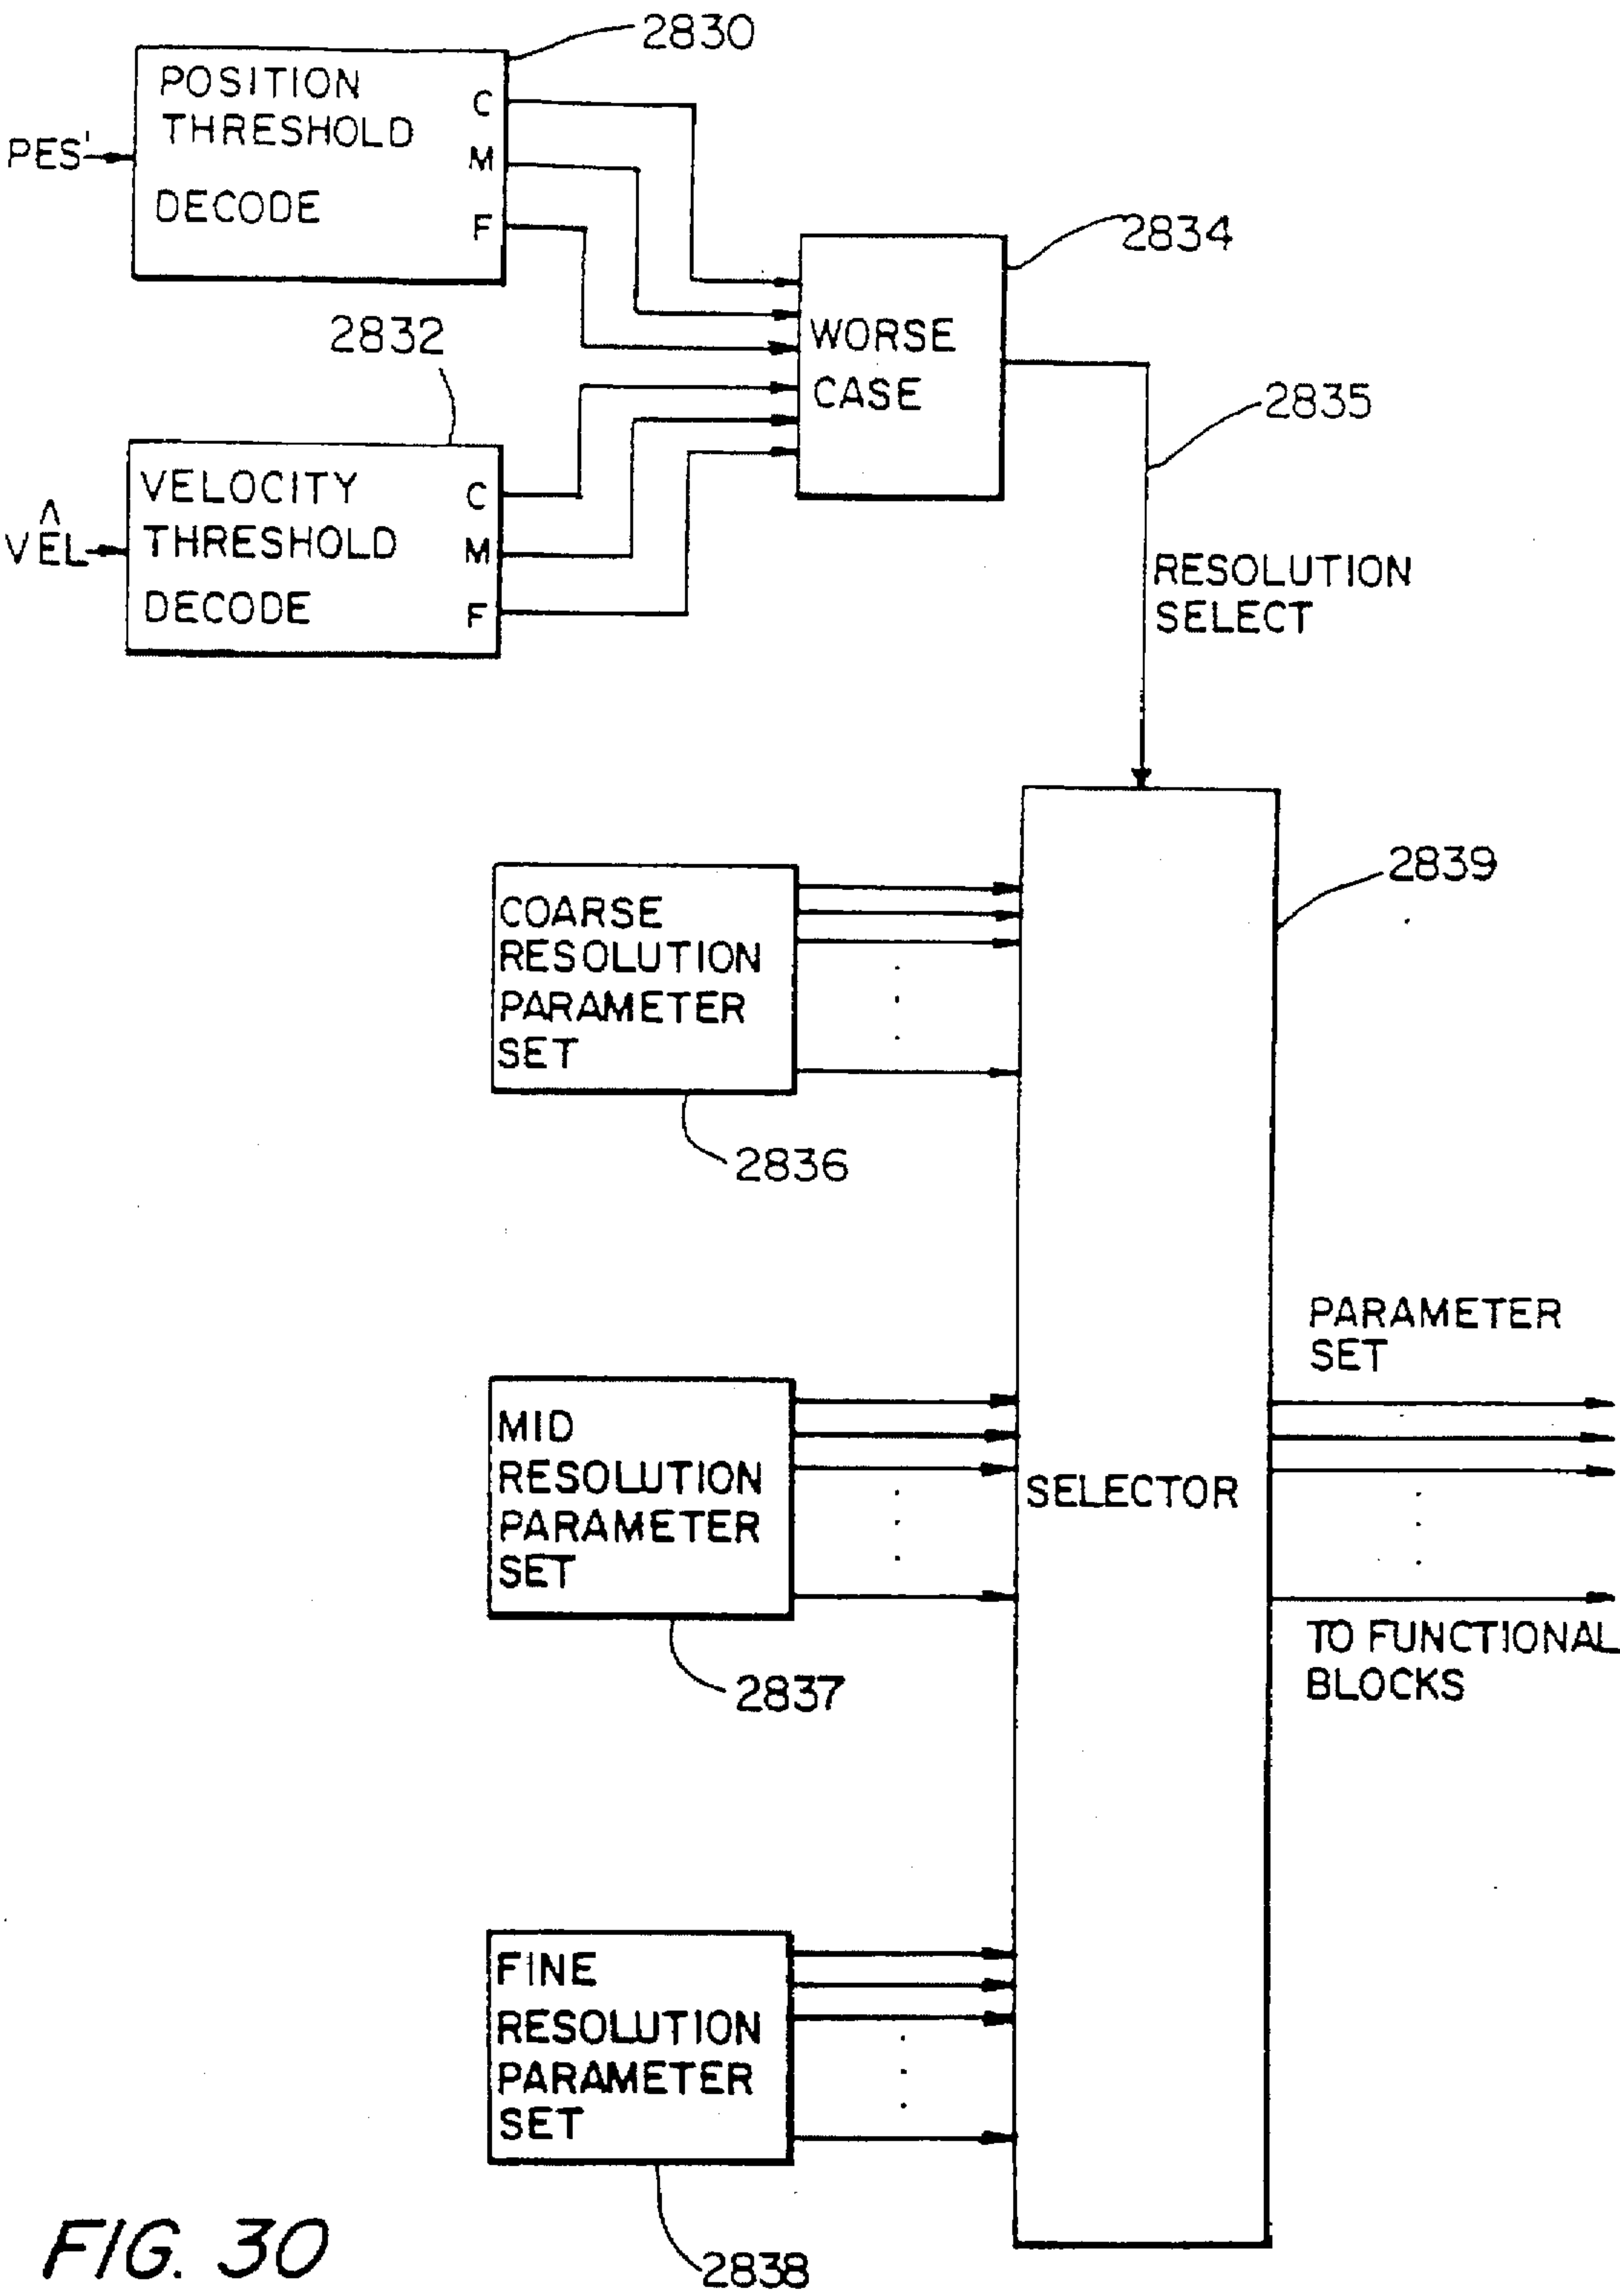 2830
POSITION
THRESHOLD
DECODE
C
M
F
PES'
2834
WORSE
CASE
2832
VELOCITY
THRESHOLD
DECODE
C
M
F
^
VEL
2835
RESOLUTION
SELECT
2839
COARSE
RESOLUTION
PARAMETER
SET
2836
PARAMETER
SET
MID
RESOLUTION
PARAMETER
SET
SELECTOR
2837
TO FUNCTIONAL
BLOCKS
FINE
RESOLUTION
PARAMETER
SET
2838
FIG. 30